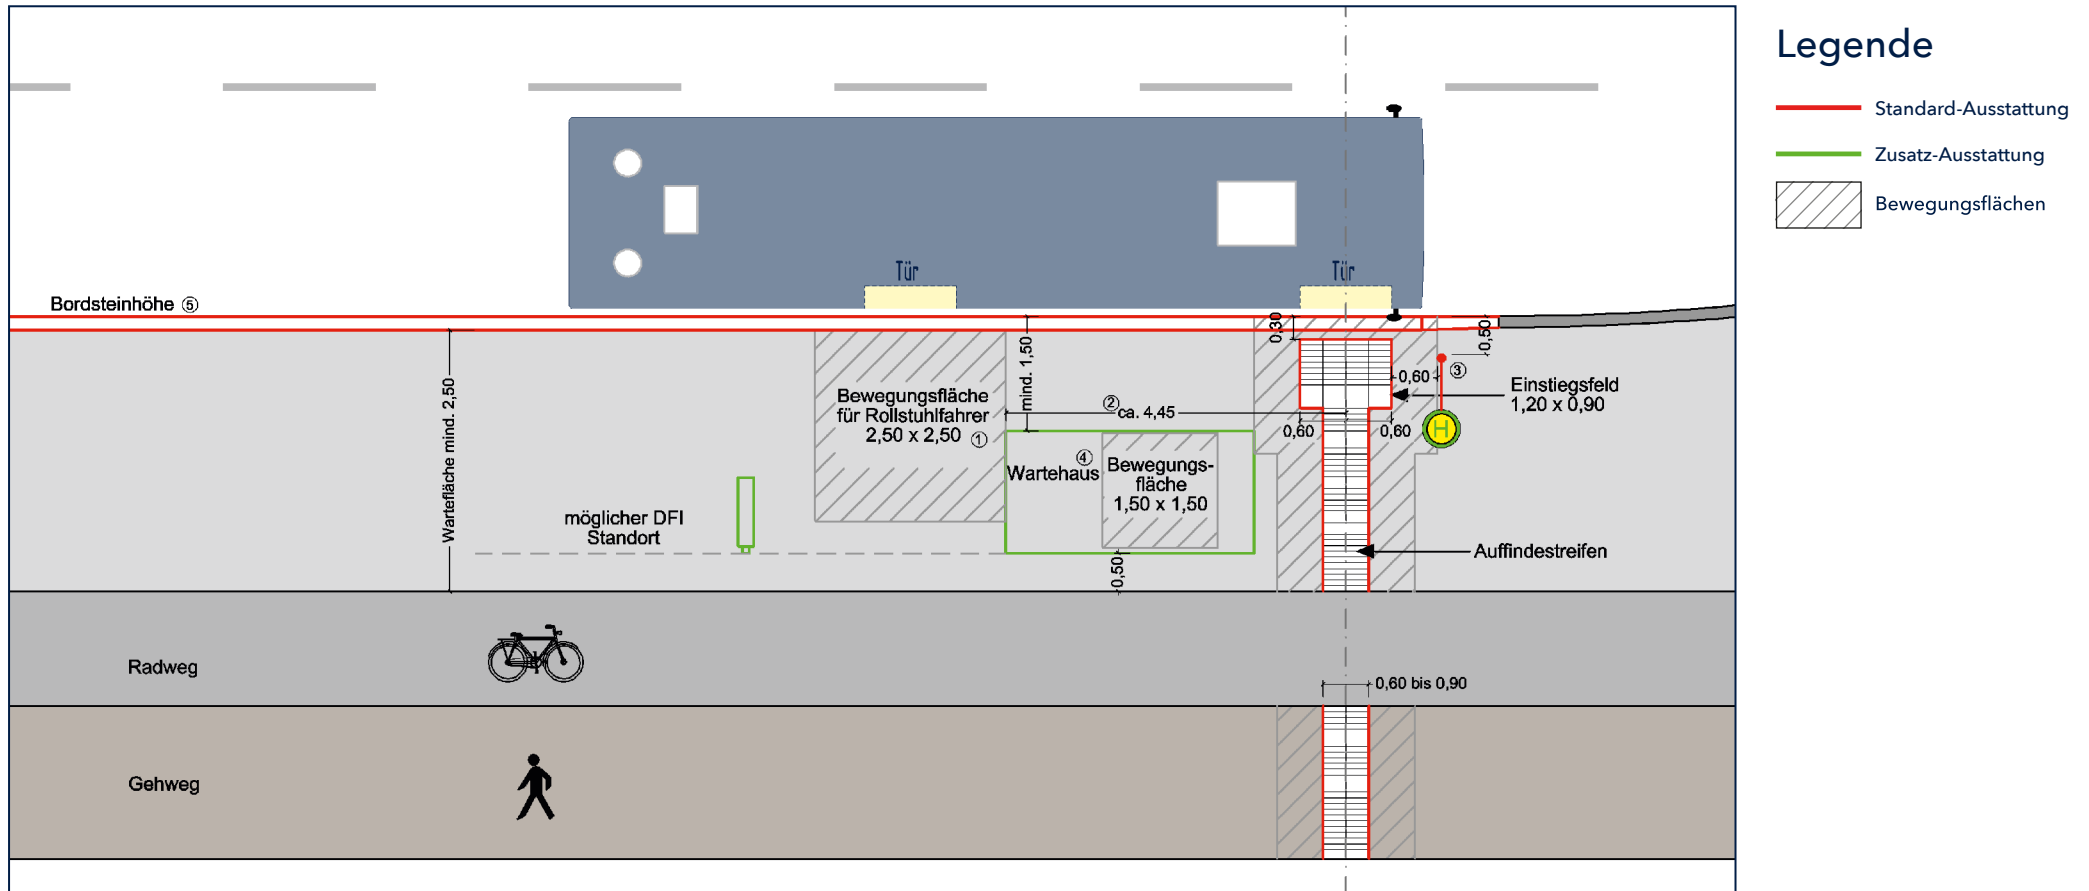 Legende
Standard-Ausstattung
Zusatz-Ausstattung
Bewegungsflächen
Tür
Tür
Bordsteinhöhe ⑤
0,30
0,50
mind. 1,50
Wartefläche mind. 2,50
Bewegungsfläche
für Rollstuhlfahrer
2,50 x 2,50 ①
②
ca. 4,45
0,60
③
Einstiegsfeld
1,20 x 0,90
0,60
0,60
H
④
Wartehaus
Bewegungs-
fläche
1,50 x 1,50
möglicher DFI
Standort
0,50
Auffindestreifen
Radweg
0,60 bis 0,90
Gehweg